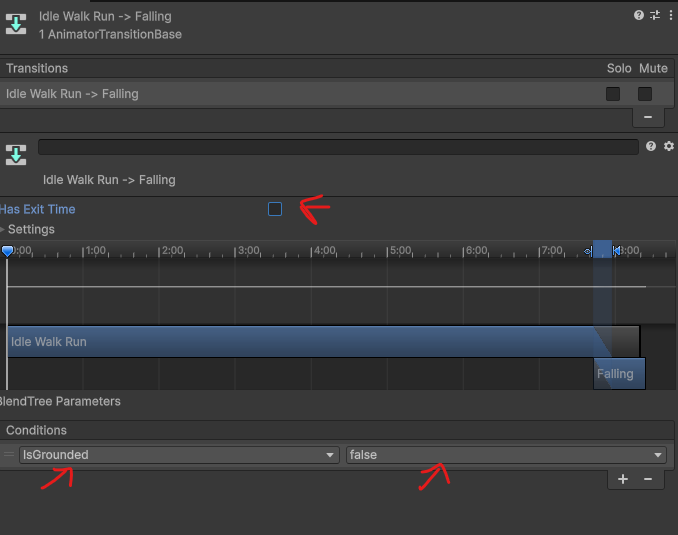 Idle Walk Run -> Falling
1 AnimatorTransitionBase
Transitions
Solo Mute
Idle Walk Run -> Falling
Idle Walk Run -> Falling
Has Exit Time
Settings
0:00 1:00 2:00 3:00 4:00 5:00 6:00 7:00 8:00
Idle Walk Run
Falling
BlendTree Parameters
Conditions
IsGrounded false